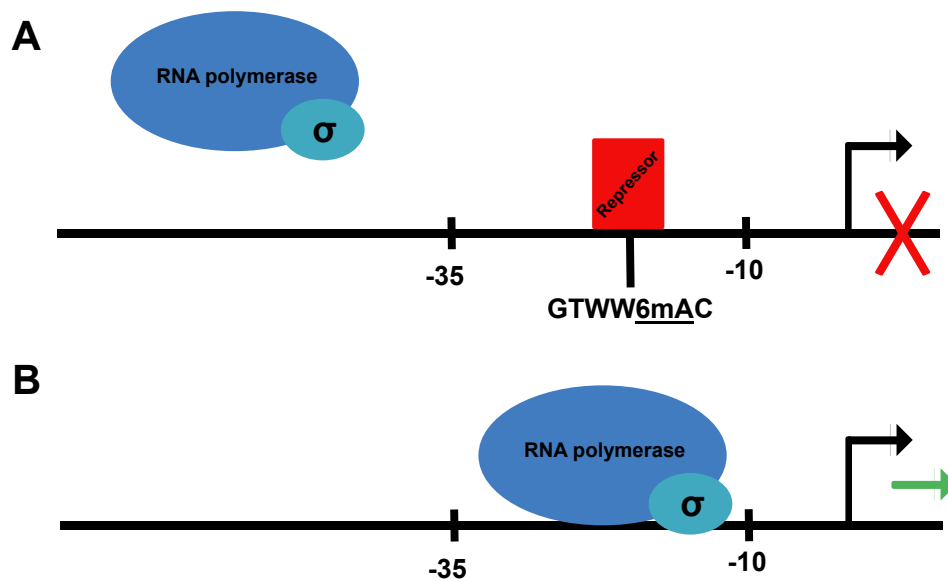 A
RNA polymerase
σ
Repressor
-35
-10
GTWW6mAC
B
RNA polymerase
σ
-35
-10